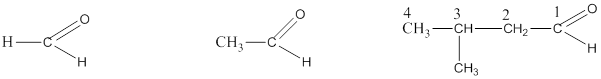 H—C O H
CH3—C O H
4 3 2 1
CH3—CH—CH2—C O H
CH3